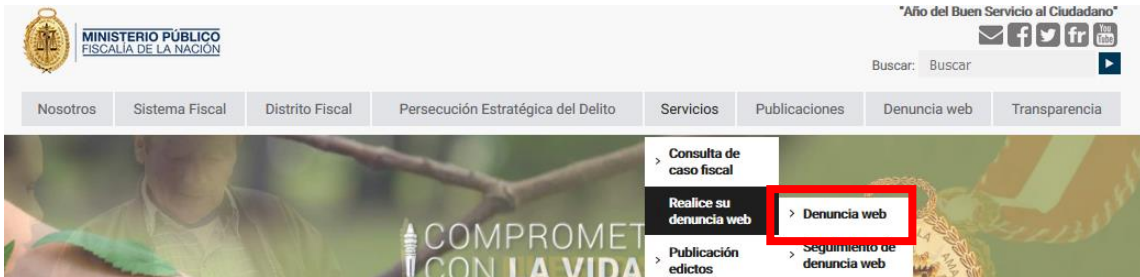 "Año del Buen Servicio al Ciudadano"
MINISTERIO PÚBLICO
FISCALÍA DE LA NACIÓN
You
Tube
Buscar: Buscar
Nosotros Sistema Fiscal Distrito Fiscal Persecución Estratégica del Delito Servicios Publicaciones Denuncia web Transparencia
> Consulta de
caso fiscal
Realice su
denuncia web
> Denuncia web
> Publicación
edictos
> Seguimiento de
denuncia web
COMPROMET
CON LA VIDA